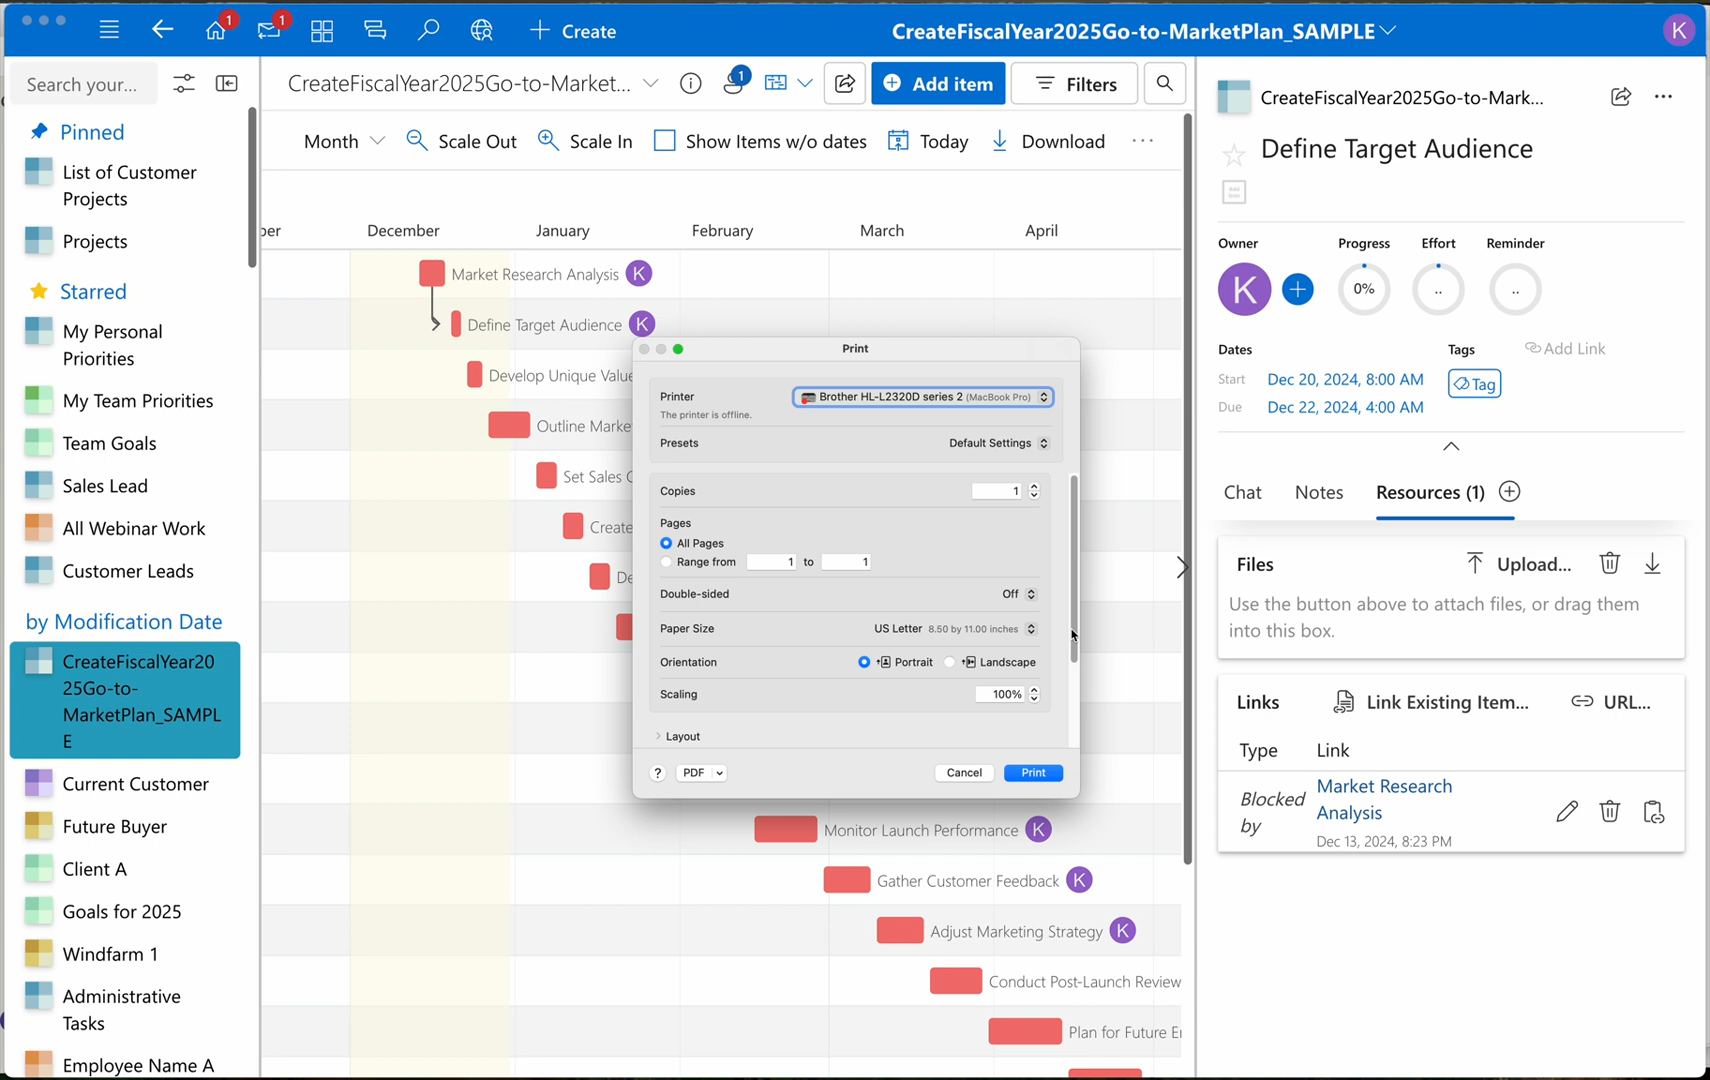 1
1
Create
CreateFiscalYear2025Go-to-MarketPlan_SAMPLE
K
Search your...
Pinned
List of Customer
Projects
Projects
Starred
My Personal
Priorities
My Team Priorities
Team Goals
Sales Lead
All Webinar Work
Customer Leads
by Modification Date
CreateFiscalYear20
25Go-to-
MarketPlan_SAMPL
E
Current Customer
Future Buyer
Client A
Goals for 2025
Windfarm 1
Administrative
Tasks
Employee Name A
CreateFiscalYear2025Go-to-Market...
1
Add item
Filters
Month
Scale Out
Scale In
Show Items w/o dates
Today
Download
ber
December
January
February
March
April
Market Research Analysis K
Define Target Audience K
Develop Unique Value
Outline Marke
Set Sales
Create
De
Monitor Launch Performance K
Gather Customer Feedback K
Adjust Marketing Strategy K
Conduct Post-Launch Review
Plan for Future
Print
Printer
Brother HL-L2320D series 2 (MacBook Pro)
The printer is offline.
Presets
Default Settings
Copies
1
Pages
All Pages
Range from 1 to 1
Double-sided
Off
Paper Size
US Letter 8.50 by 11.00 inches
Orientation
Portrait
Landscape
Scaling
100%
Layout
?
PDF
Cancel
Print
CreateFiscalYear2025Go-to-Mark...
Define Target Audience
Add
Icon
Owner
Progress
Effort
Reminder
K
0%
..
..
Dates
Tags
Add Link
Start Dec 20, 2024, 8:00 AM
Tag
Due Dec 22, 2024, 4:00 AM
Chat
Notes
Resources (1)
Files
Upload...
Use the button above to attach files, or drag them
into this box.
Links
Link Existing Item...
URL...
Type
Link
Blocked
by
Market Research
Analysis
Dec 13, 2024, 8:23 PM